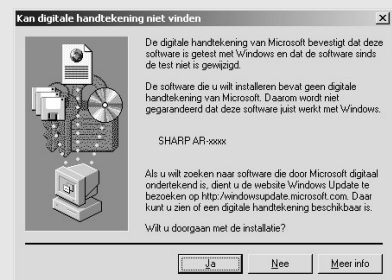 Kan digitale handtekening niet vinden
De digitale handtekening van Microsoft bevestigt dat deze
software is getest met Windows en dat de software sinds
de test niet is gewijzigd.
De software die u wilt installeren bevat geen digitale
handtekening van Microsoft. Daarom wordt niet
gegarandeerd dat deze software juist werkt met Windows.
SHARP AR-xxxx
Als u wilt zoeken naar software die door Microsoft digitaal
ondertekend is, dient u de website Windows Update te
bezoeken op http:/windowsupdate.microsoft.com. Daar
kunt u zien of een digitale handtekening beschikbaar is.
Wilt u doorgaan met de installatie?
Ja Nee Meer info